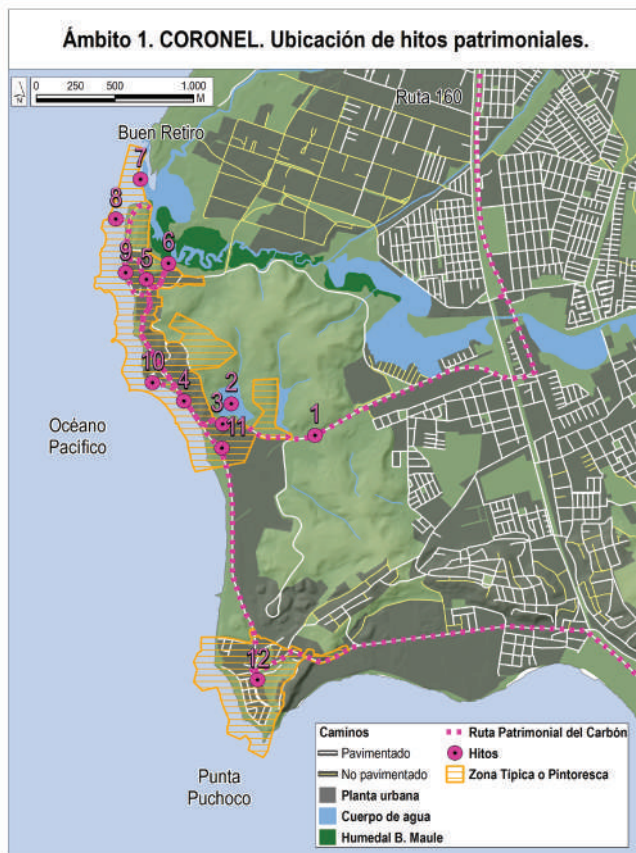 Ámbito 1. CORONEL. Ubicación de hitos patrimoniales.
N
0 250 500 1.000
M
Ruta 160
Buen Retiro
7
8
6
9 5
10
4
2
3
11
1
Océano
Pacífico
12
Punta
Puchoco
Caminos
Pavimentado
No pavimentado
Planta urbana
Cuerpo de agua
Humedal B. Maule
Ruta Patrimonial del Carbón
Hitos
Zona Típica o Pintoresca